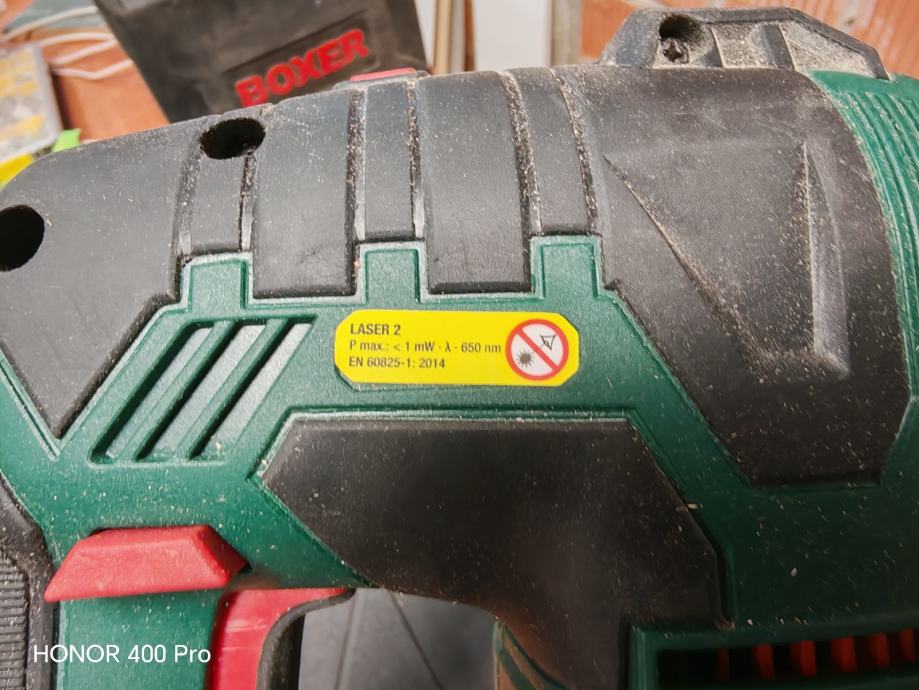 BOXER
LASER 2
P max.: < 1 mW · λ · 650 nm
EN 60825-1: 2014
HONOR 400 Pro